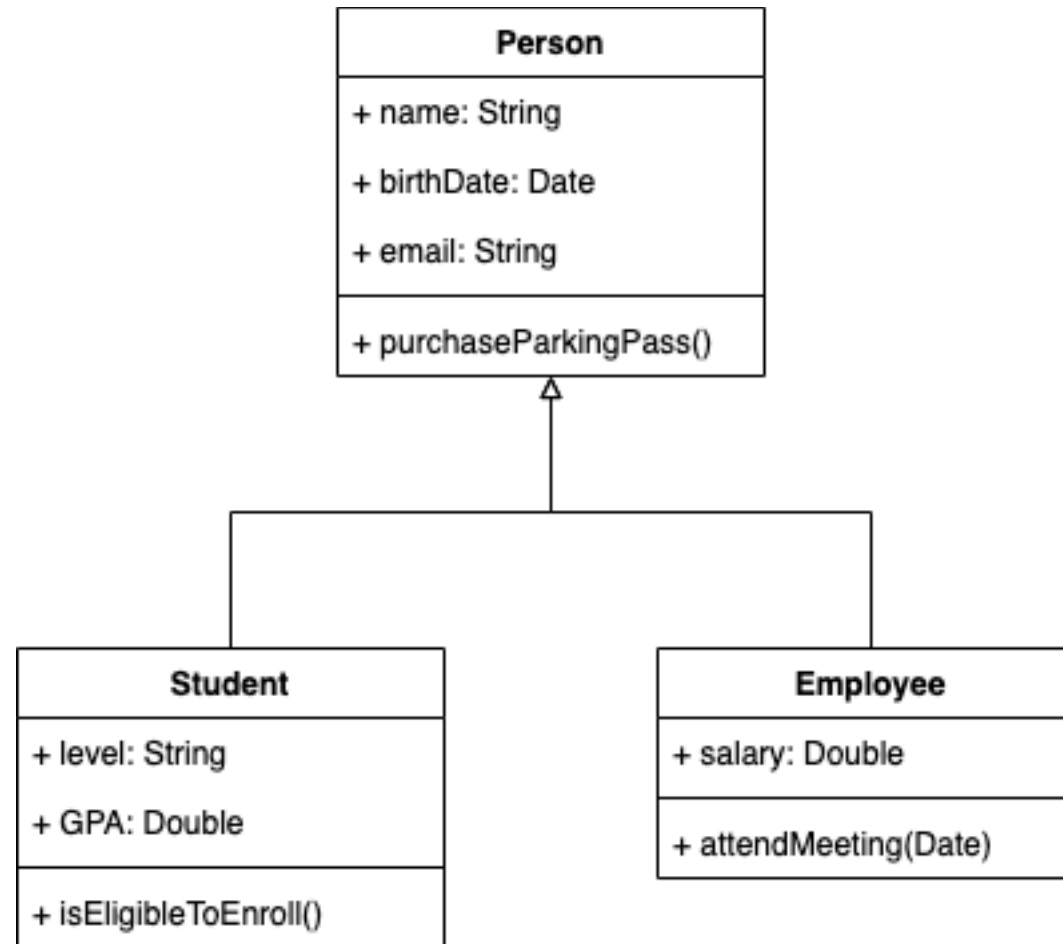 Person
+ name: String
+ birthDate: Date
+ email: String
+ purchaseParkingPass()
Student
+ level: String
+ GPA: Double
+ isEligibleToEnroll()
Employee
+ salary: Double
+ attendMeeting(Date)